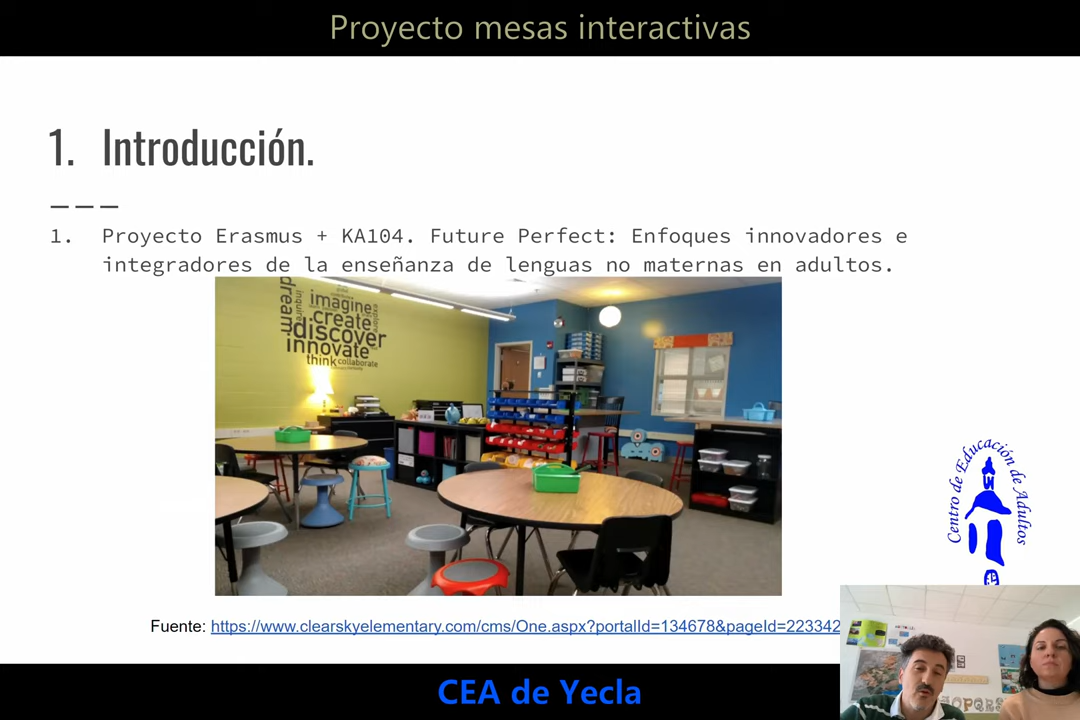 Proyecto mesas interactivas
1. Introducción.
1. Proyecto Erasmus + KA104. Future Perfect: Enfoques innovadores e
integradores de la enseñanza de lenguas no maternas en adultos.
dream
inquire
imagine
explore
create
discover
innovate
think collaborate
Centro de Educación de Adultos
Fuente: https://www.clearskyelementary.com/cms/One.aspx?portalId=134678&pageId=223342
CEA de Yecla